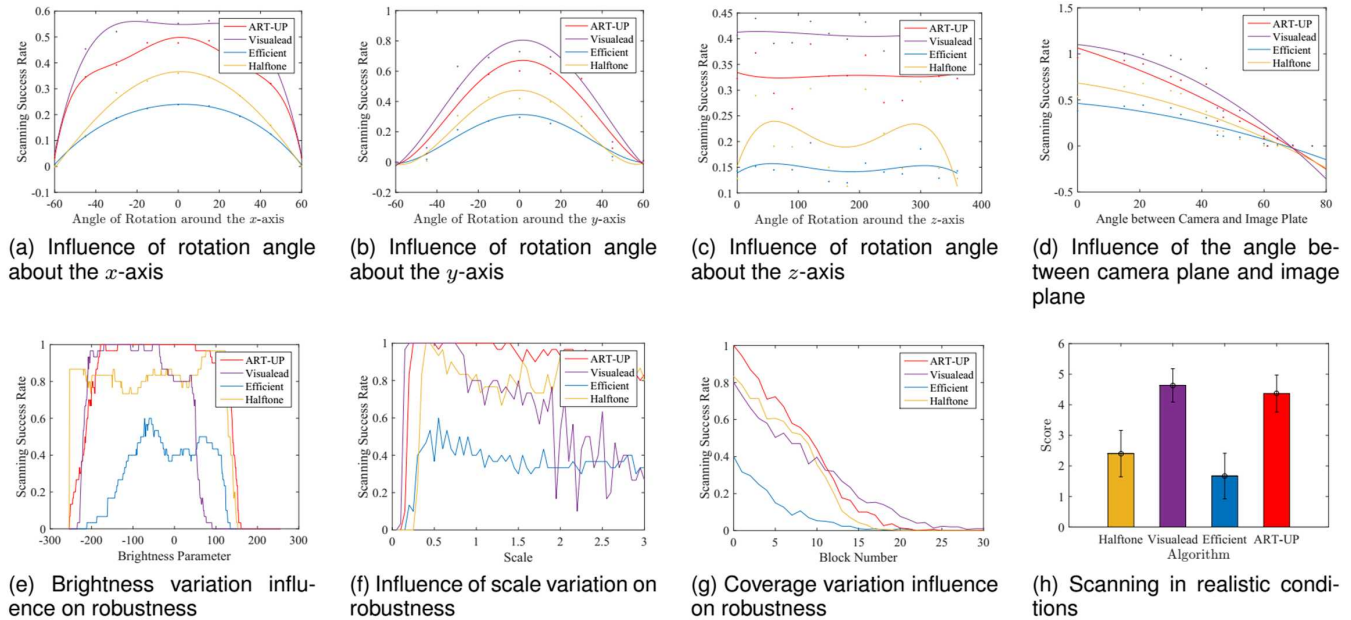 Scanning Success Rate
0.6
0.5
0.4
0.3
0.2
0.1
0
0.1
ART-UP
Visualead
Efficient
Halftone
-60 -40 -20 0 20 40 60
Angle of Rotation around the x-axis
(a) Influence of rotation angle
about the x-axis
Scanning Success Rate
1
0.8
0.6
0.4
0.2
0
-0.2
ART-UP
Visualead
Efficient
Halftone
-60 -40 -20 0 20 40 60
Angle of Rotation around the y-axis
(b) Influence of rotation angle
about the y-axis
Scanning Success Rate
0.45
0.4
0.35
0.3
0.25
0.2
0.15
0.1
ART-UP
Visualead
Efficient
Halftone
0 100 200 300 400
Angle of Rotation around the z-axis
(c) Influence of rotation angle
about the z-axis
Scanning Success Rate
1.5
1
0.5
0
-0.5
ART-UP
Visualead
Efficient
Halftone
0 20 40 60 80
Angle between Camera and Image Plate
(d) Influence of the angle be-
tween camera plane and image
plane
Scanning Success Rate
1
0.8
0.6
0.4
0.4
0
ART-UP
Visualead
Efficient
Halftone
-300 -200 -100 0 100 200 300
Brightness Parameter
(e) Brightness variation influ-
ence on robustness
Scanning Success Rate
1
0.8
0.6
0.4
0.4
0
ART-UP
Visualead
Efficient
Halftone
0 0.5 1 1.5 2 2.5 3
Scale
(f) Influence of scale variation on
robustness
Scanning Success Rate
1
0.8
0.6
0.4
0.4
0
ART-UP
Visualead
Efficient
Halftone
0 5 10 15 20 25 30
Block Number
(g) Coverage variation influence
on robustness
Score
6
5
4
3
2
1
0
Halftone Visualead Efficient ART-UP
Algorithm
(h) Scanning in realistic condi-
tions